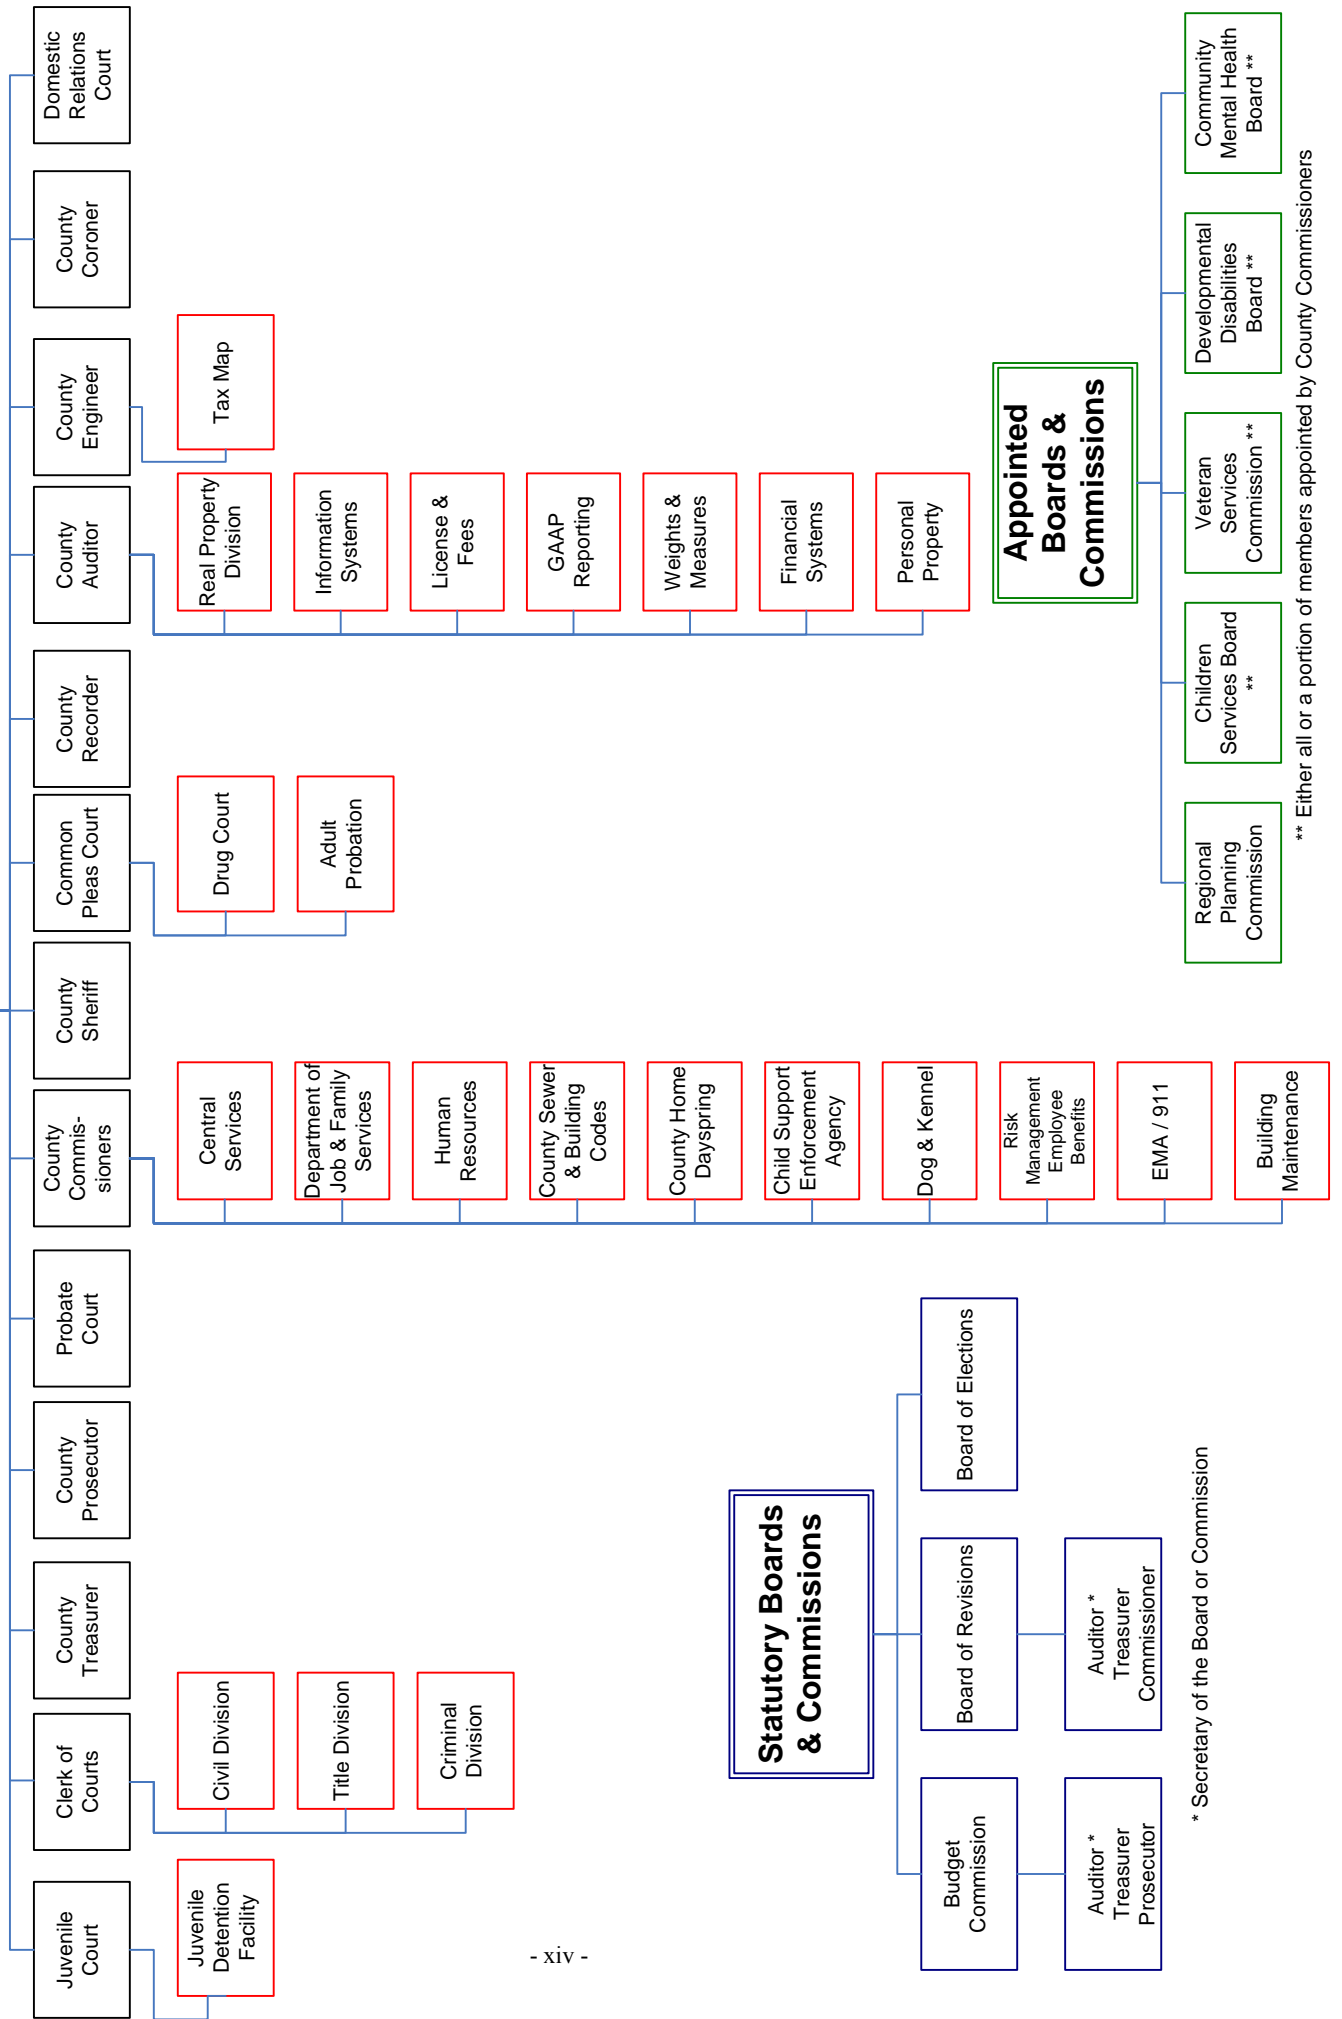 Juvenile
Court
Clerk of
Courts
County
Treasurer
County
Prosecutor
Probate
Court
County
Commis-
sioners
County
Sheriff
Common
Pleas Court
County
Recorder
County
Auditor
County
Engineer
County
Coroner
Domestic
Relations
Court
Juvenile
Detention
Facility
Civil Division
Title Division
Criminal
Division
Central
Services
Department of
Job & Family
Services
Human
Resources
County Sewer
& Building
Codes
County Home
Dayspring
Child Support
Enforcement
Agency
Dog & Kennel
Risk
Management
Employee
Benefits
EMA / 911
Building
Maintenance
Drug Court
Adult
Probation
Real Property
Division
Information
Systems
License &
Fees
GAAP
Reporting
Weights &
Measures
Financial
Systems
Personal
Property
Tax Map
Statutory Boards
& Commissions
Budget
Commission
Board of Revisions
Board of Elections
Auditor *
Treasurer
Prosecutor
Auditor *
Treasurer
Commissioner
* Secretary of the Board or Commission
Appointed
Boards &
Commissions
Regional
Planning
Commission
Children
Services Board
**
Veteran
Services
Commission **
Developmental
Disabilities
Board **
Community
Mental Health
Board **
** Either all or a portion of members appointed by County Commissioners
- xiv -